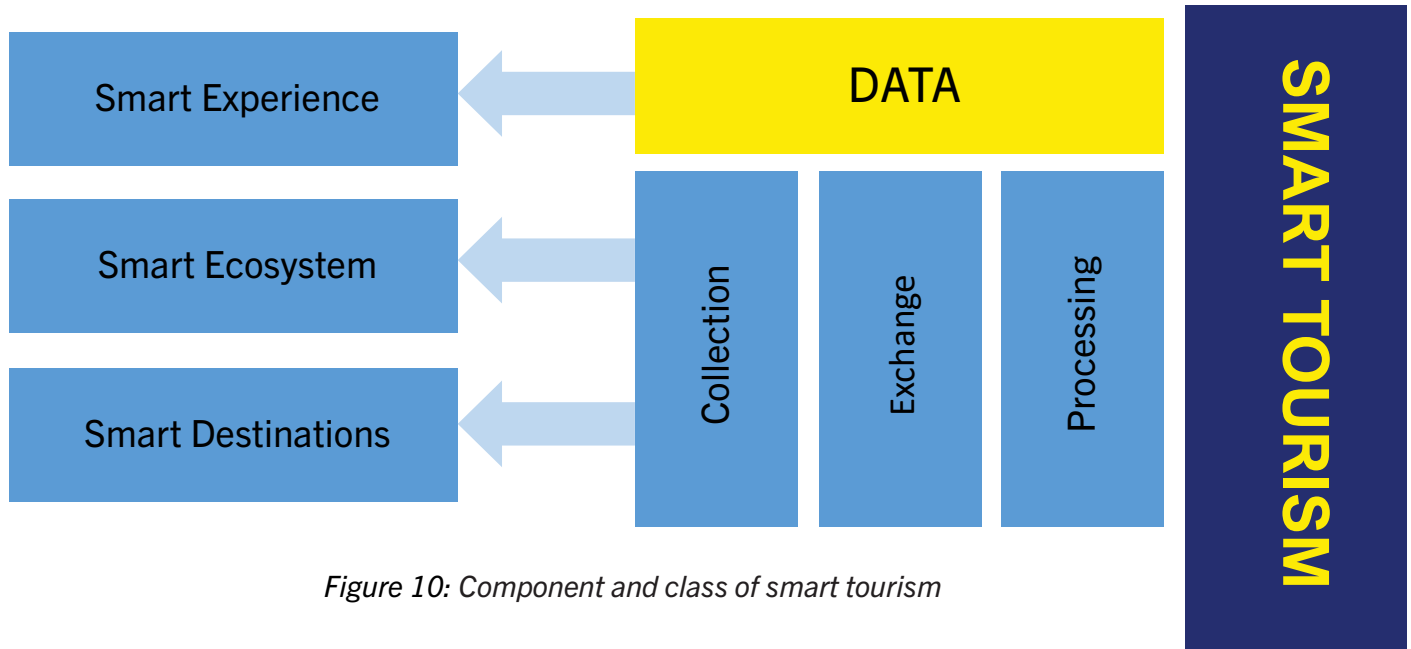 Smart Experience
Smart Ecosystem
Smart Destinations
DATA
Collection
Exchange
Processing
SMART TOURISM
Figure 10: Component and class of smart tourism